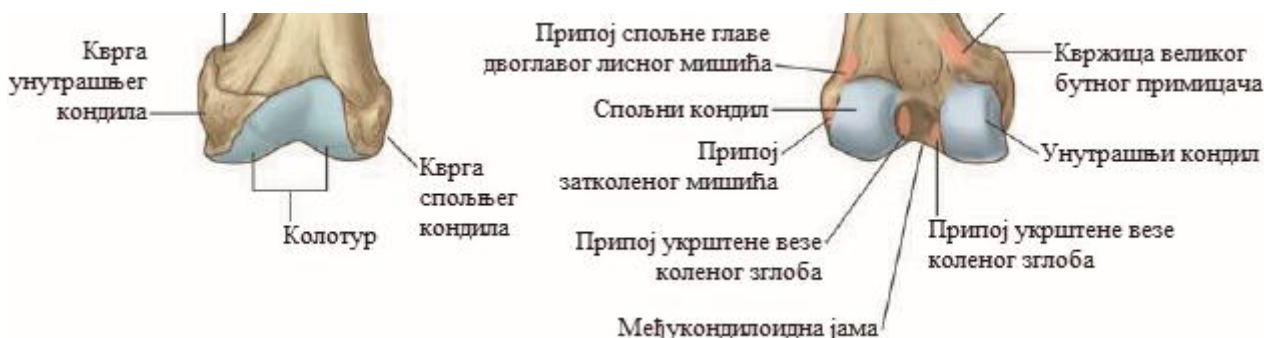 Кврга
унутрашњег
кондила
Колотур
Кврга
спољњег
кондила
Припој спољне главе
двоглавог лисног мишића
Спољни кондил
Припој
затколеног мишића
Припој укрштене везе
коленог зглоба
Међукондилоидна јама
Квржица великог
бутног примицача
Унутрашњи кондил
Припој укрштене везе
коленог зглоба